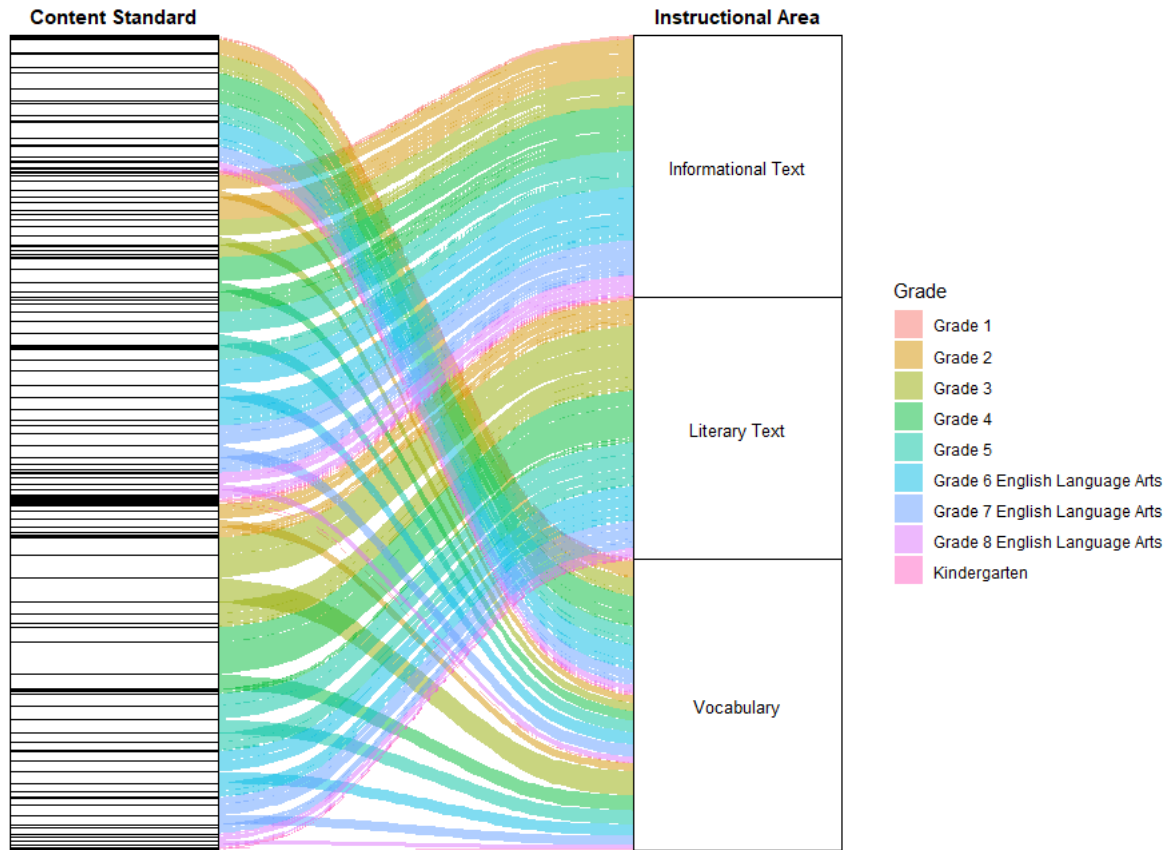 Content Standard
Instructional Area
Informational Text
Literary Text
Vocabulary
Grade
Grade 1
Grade 2
Grade 3
Grade 4
Grade 5
Grade 6 English Language Arts
Grade 7 English Language Arts
Grade 8 English Language Arts
Kindergarten